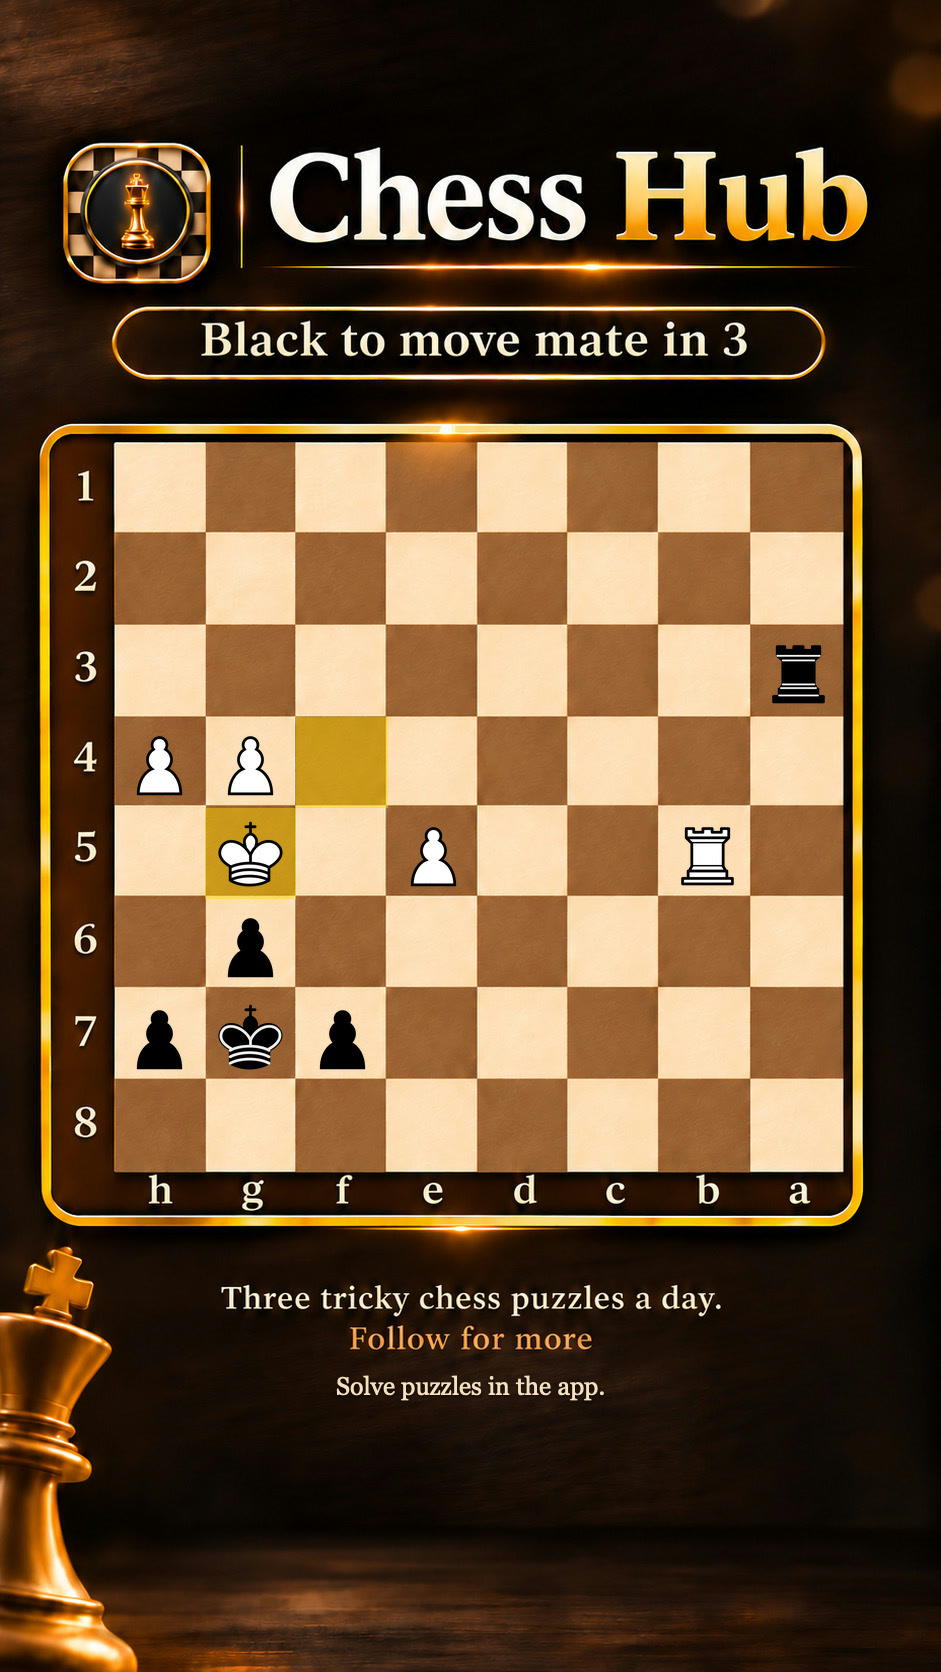 Chess Hub
Black to move mate in 3
1
2
3
4
5
6
7
8
h g f e d c b a
Three tricky chess puzzles a day.
Follow for more
Solve puzzles in the app.